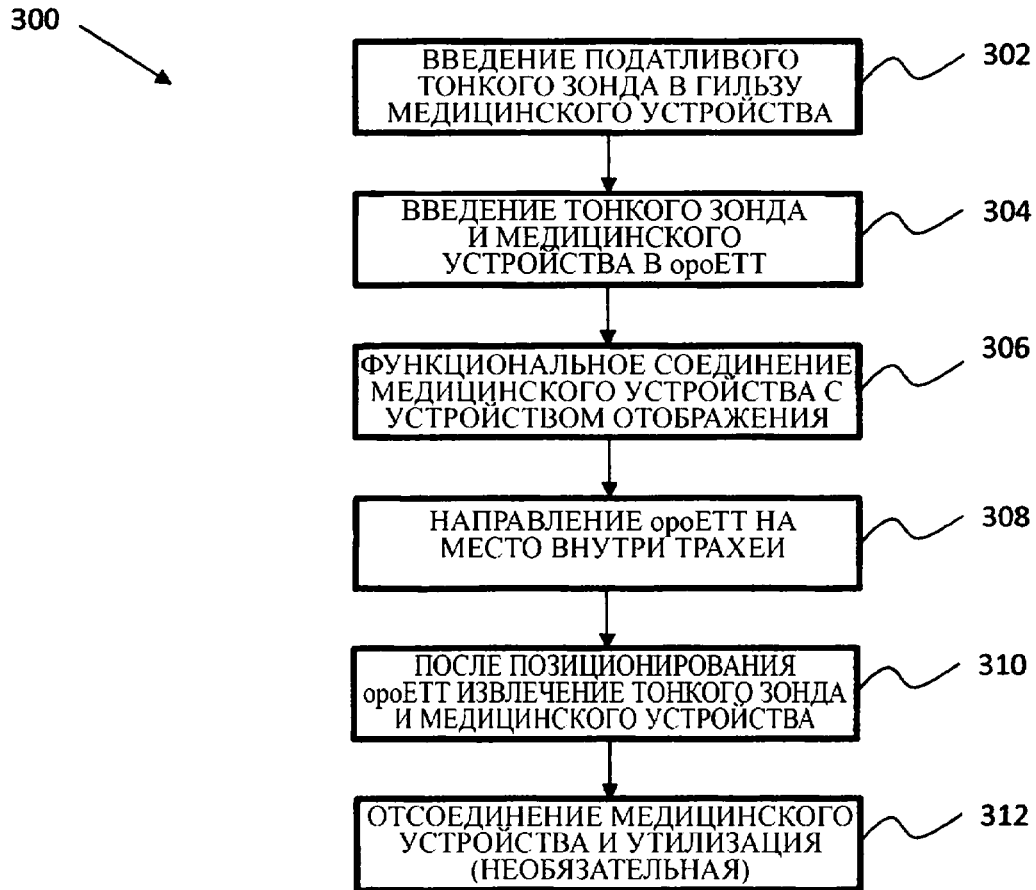 300
ВВЕДЕНИЕ ПОДАТЛИВОГО
ТОНКОГО ЗОНДА В ГИЛЬЗУ
МЕДИЦИНСКОГО УСТРОЙСТВА
302
ВВЕДЕНИЕ ТОНКОГО ЗОНДА
И МЕДИЦИНСКОГО
УСТРОЙСТВА В ороЕТТ
304
ФУНКЦИОНАЛЬНОЕ СОЕДИНЕНИЕ
МЕДИЦИНСКОГО УСТРОЙСТВА С
УСТРОЙСТВОМ ОТОБРАЖЕНИЯ
306
НАПРАВЛЕНИЕ ороЕТТ НА
МЕСТО ВНУТРИ ТРАХЕИ
308
ПОСЛЕ ПОЗИЦИОНИРОВАНИЯ
ороЕТТ ИЗВЛЕЧЕНИЕ ТОНКОГО ЗОНДА
И МЕДИЦИНСКОГО УСТРОЙСТВА
310
ОТСОЕДИНЕНИЕ МЕДИЦИНСКОГО
УСТРОЙСТВА И УТИЛИЗАЦИЯ
(НЕОБЯЗАТЕЛЬНАЯ)
312